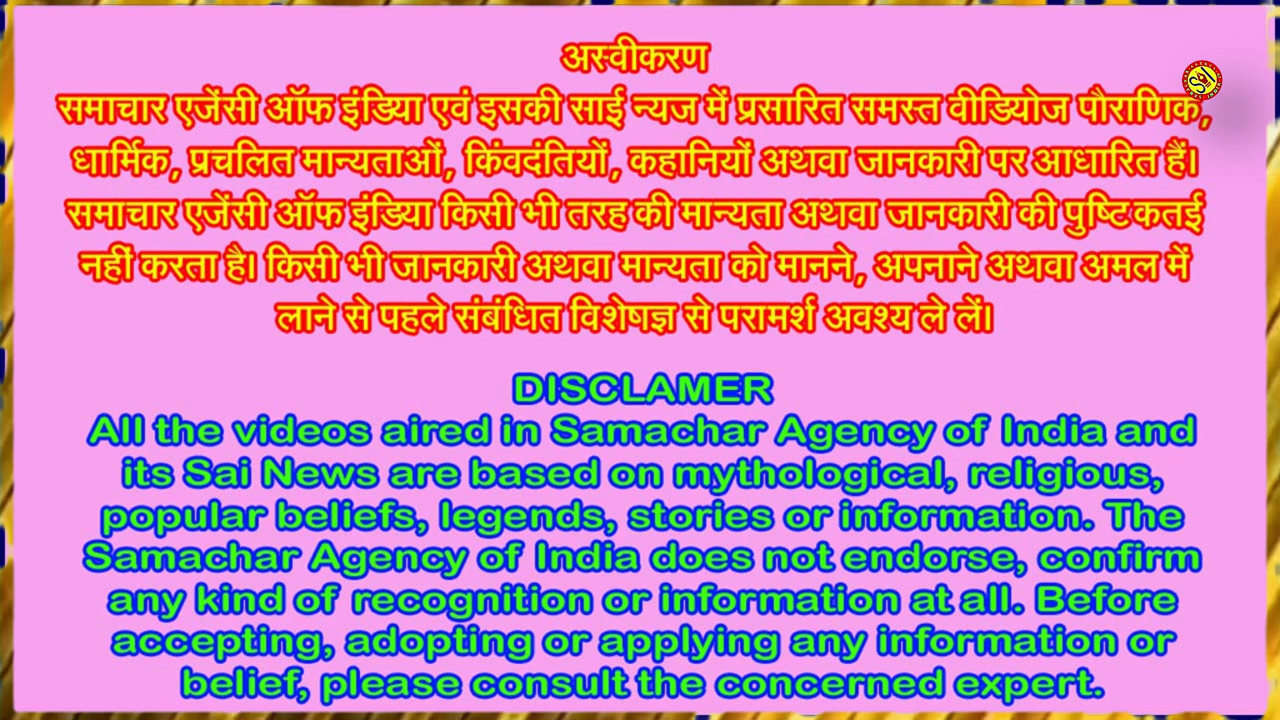 अस्वीकरण
समाचार एजेंसी ऑफ इंडिया एवं इसकी साई न्यज में प्रसारित समस्त वीडियोज पौराणिक,
धार्मिक, प्रचलित मान्यताओं, किंवदंतियों, कहानियों अथवा जानकारी पर आधारित हैं।
समाचार एजेंसी ऑफ इंडिया किसी भी तरह की मान्यता अथवा जानकारी की पुष्टि कतई
नहीं करता है। किसी भी जानकारी अथवा मान्यता को मानने, अपनाने अथवा अमल में
लाने से पहले संबंधित विशेषज्ञ से परामर्श अवश्य ले लें।
DISCLAMER
All the videos aired in Samachar Agency of India and
its Sai News are based on mythological, religious,
popular beliefs, legends, stories or information. The
Samachar Agency of India does not endorse, confirm
any kind of recognition or information at all. Before
accepting, adopting or applying any information or
belief, please consult the concerned expert.